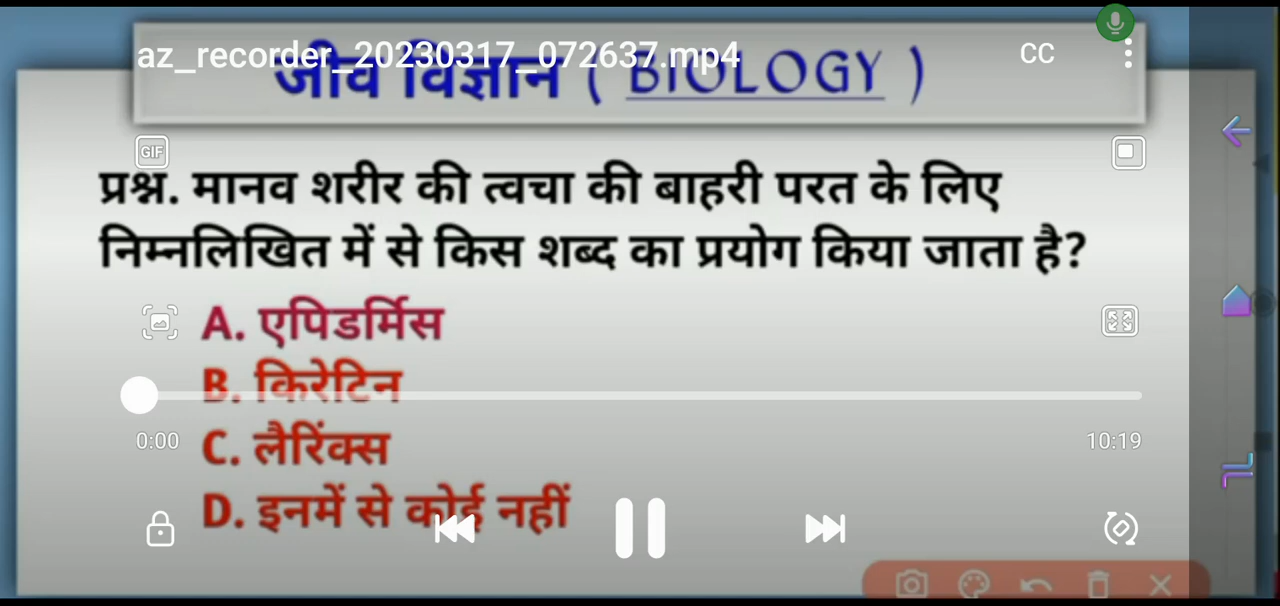 az_recorder_20230317_072637.mp4
CC
जीव विज्ञान ( BIOLOGY )
GIF
प्रश्न. मानव शरीर की त्वचा की बाहरी परत के लिए
निम्नलिखित में से किस शब्द का प्रयोग किया जाता है?
A. एपिडर्मिस
B. किरेटिन
0:00
10:19
C. लैरिंक्स
D. इनमें से कोई नहीं